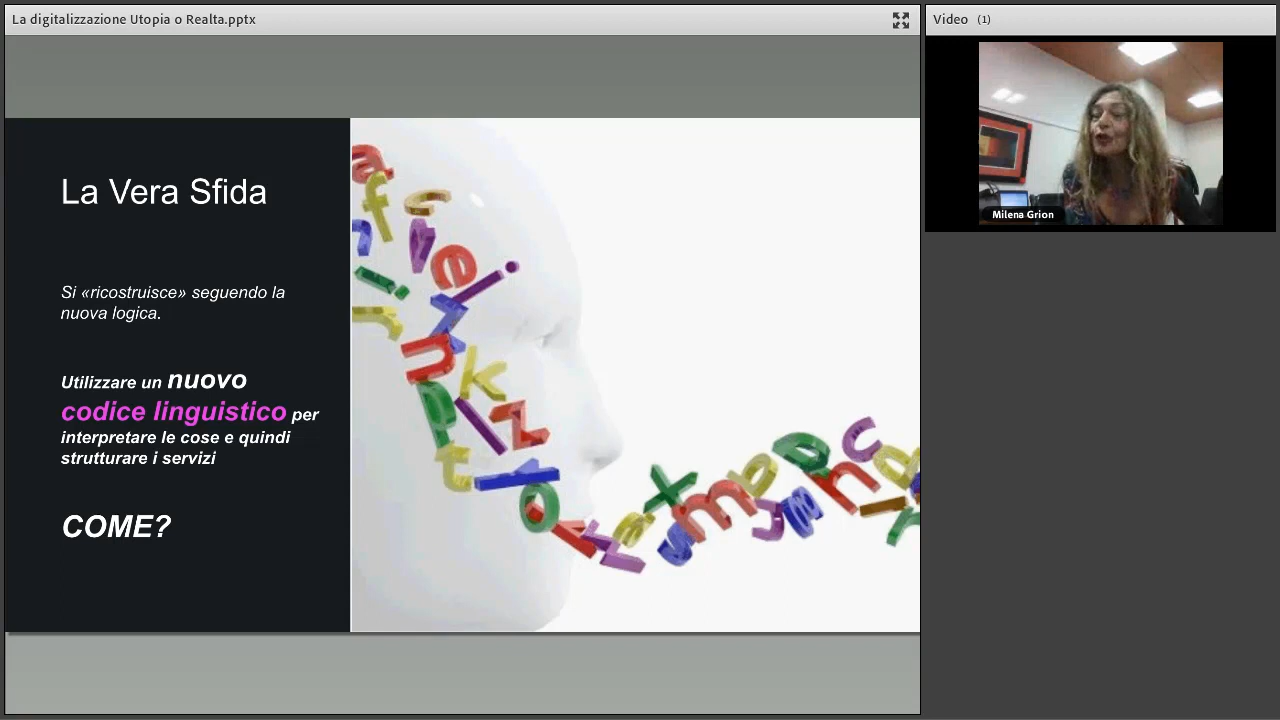 La digitalizzazione Utopia o Realta.pptx
Video (1)
Milena Grion
La Vera Sfida
Si «ricostruisce» seguendo la
nuova logica.
Utilizzare un nuovo
codice linguistico per
interpretare le cose e quindi
strutturare i servizi
COME?